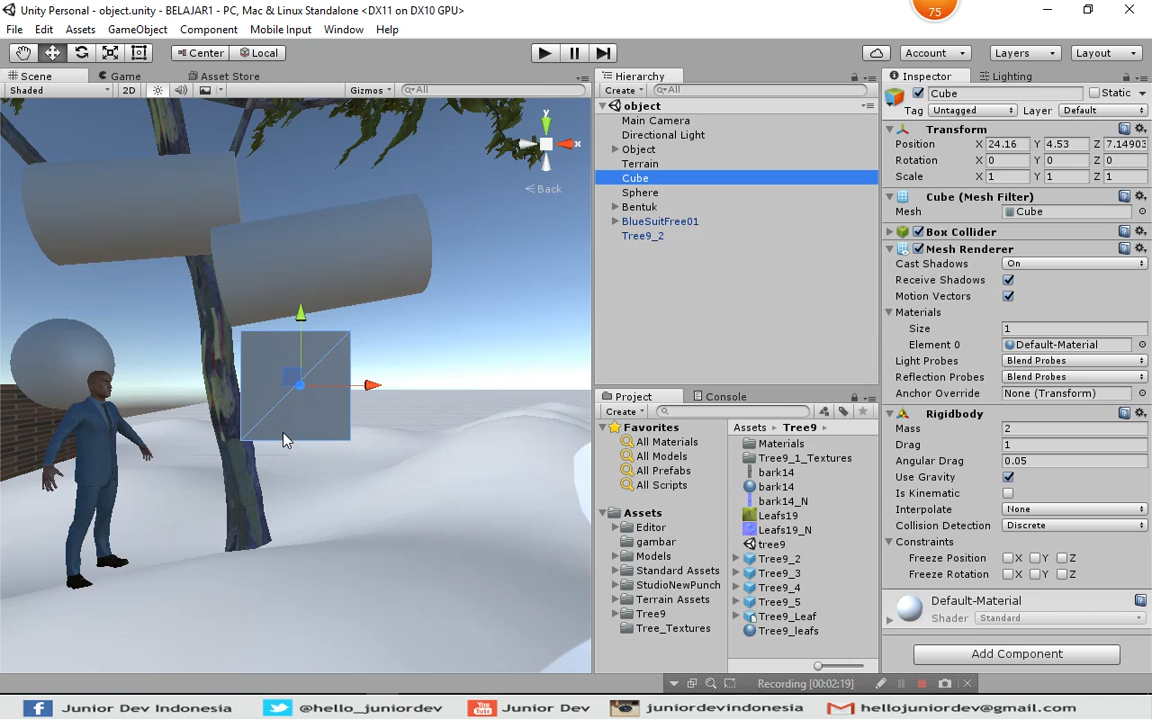 Unity Personal - object.unity - BELAJAR1 - PC, Mac & Linux Standalone <DX11 on DX10 GPU>
75
File Edit Assets GameObject Component Mobile Input Window Help
Center Local Account Layers Layout
Scene Game Asset Store
Shaded 2D Gizmos All
y
x
Back
Hierarchy
Create All
object
Main Camera
Directional Light
Object
Terrain
Cube
Sphere
Bentuk
BlueSuitFree01
Tree9_2
Project Console
Create
Favorites
All Materials
All Models
All Prefabs
All Scripts
Assets
Editor
gambar
Models
Standard Assets
StudioNewPunch
Terrain Assets
Tree9
Tree_Textures
Assets Tree9
Materials
Tree9_1_Textures
bark14
bark14
bark14_N
Leafs19
Leafs19_N
tree9
Tree9_2
Tree9_3
Tree9_4
Tree9_5
Tree9_Leaf
Tree9_leafs
Inspector Lighting
Cube Static
Tag Untagged Layer Default
Transform
Position X 24.16 Y 4.53 Z 7.14903
Rotation X 0 Y 0 Z 0
Scale X 1 Y 1 Z 1
Cube (Mesh Filter)
Mesh Cube
Box Collider
Mesh Renderer
Cast Shadows On
Receive Shadows
Motion Vectors
Materials
Size 1
Element 0 Default-Material
Light Probes Blend Probes
Reflection Probes Blend Probes
Anchor Override None (Transform)
Rigidbody
Mass 2
Drag 1
Angular Drag 0.05
Use Gravity
Is Kinematic
Interpolate None
Collision Detection Discrete
Constraints
Freeze Position X Y Z
Freeze Rotation X Y Z
Default-Material
Shader Standard
Add Component
Recording [00:02:19]
Junior Dev Indonesia @hello_juniordev Junior Dev juniordevindonesia hellojuniordev@gmail.com